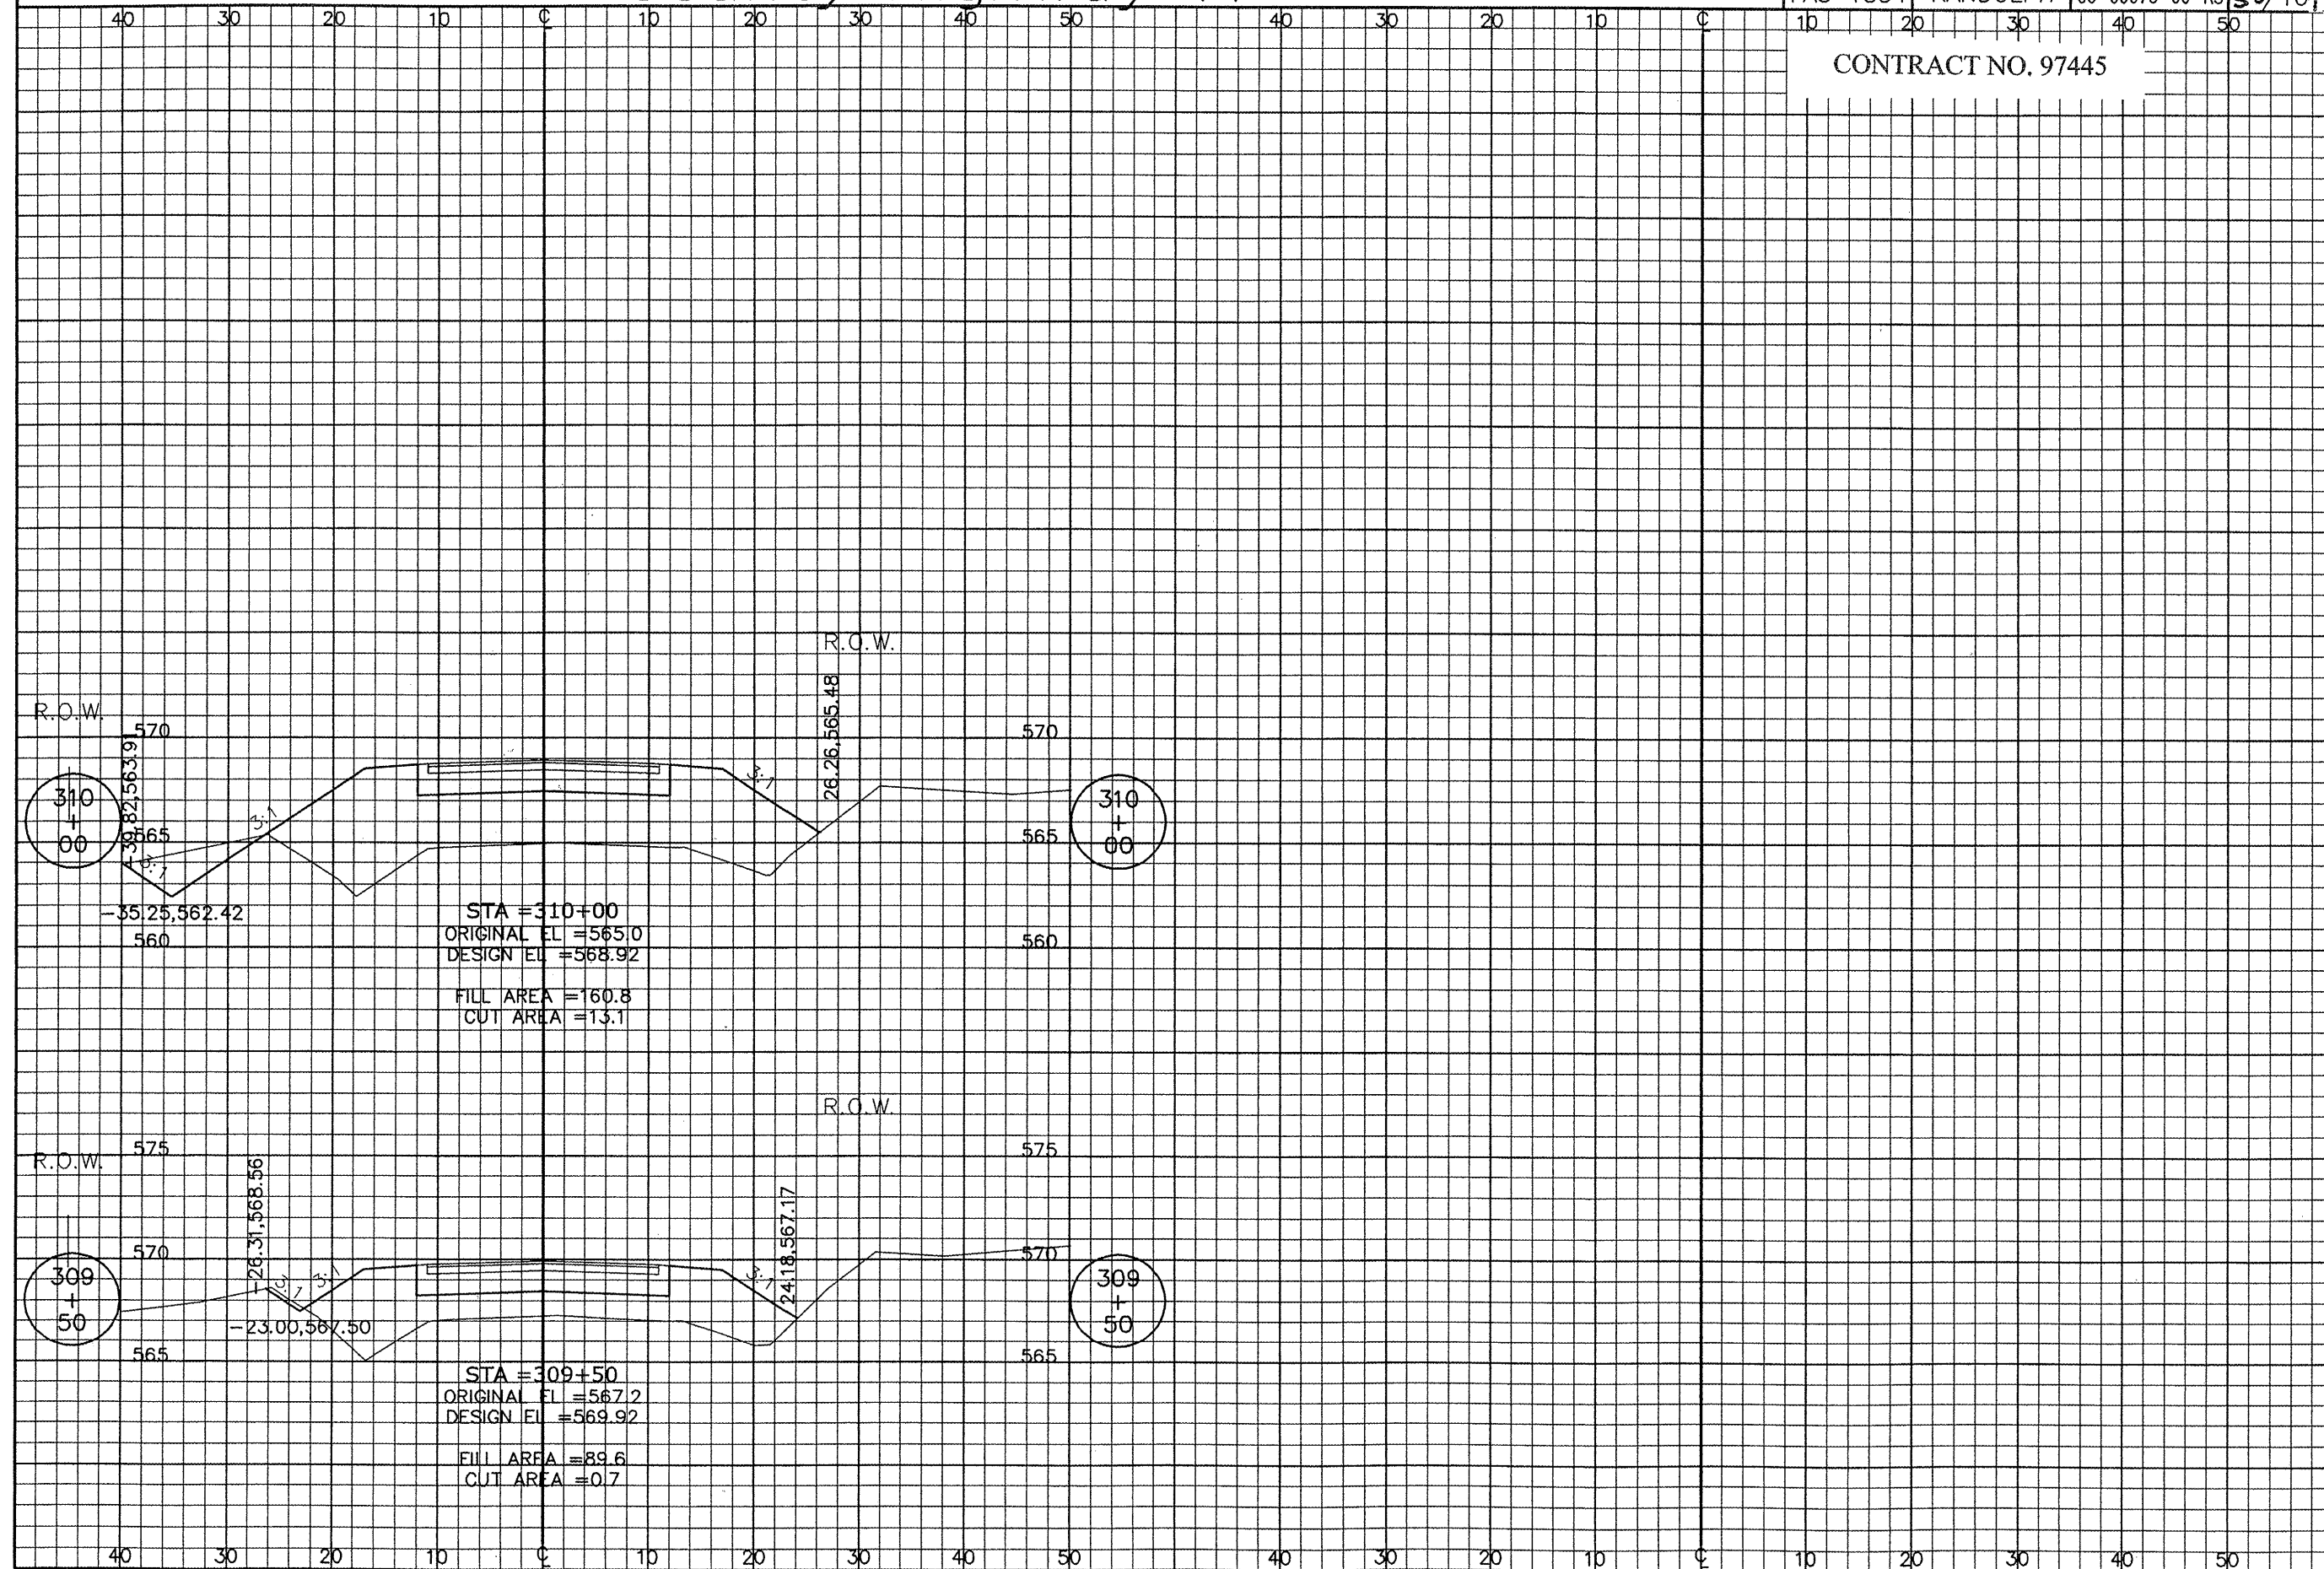 40 30 20 10 ℄ 10 20 30 40 50 40 30 20 10 ℄ 10 20 30 40 50
CONTRACT NO. 97445
R.O.W.
26.26,565.48
R.O.W.
570 570
-39.82,563.91
3:1
310
+
00
3:1
310
+
00
565 565
3:1
-35.25,562.42
560 560
STA =310+00
ORIGINAL EL =565.0
DESIGN EL =568.92
FILL AREA =160.8
CUT AREA =13.1
R.O.W.
575 575
R.O.W.
-26.31,568.56
24.18,567.17
570 570
309
+
50
3:1
3:1
3:1
309
+
50
-23.00,567.50
565 565
STA =309+50
ORIGINAL EL =567.2
DESIGN EL =569.92
FILL AREA =89.6
CUT AREA =0.7
40 30 20 10 ℄ 10 20 30 40 50 40 30 20 10 ℄ 10 20 30 40 50